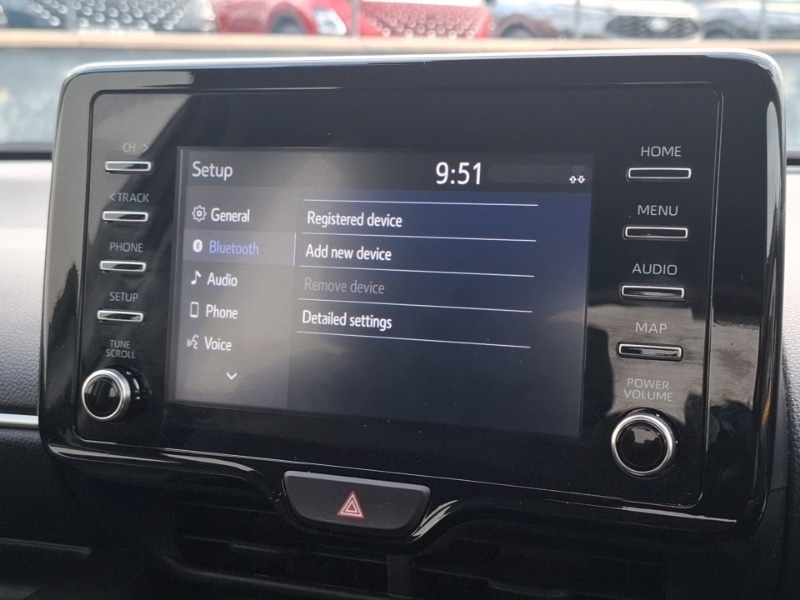 CH >
< TRACK
PHONE
SETUP
TUNE
SCROLL
Setup
9:51
General
Bluetooth
Audio
Phone
Voice
Registered device
Add new device
Remove device
Detailed settings
HOME
MENU
AUDIO
MAP
POWER
VOLUME